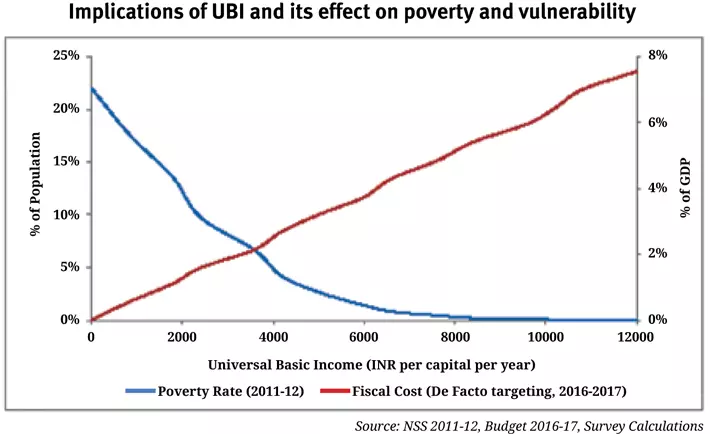 Implications of UBI and its effect on poverty and vulnerability
25%
20%
15%
10%
5%
0%
% of Population
8%
6%
4%
2%
0%
% of GDP
0 2000 4000 6000 8000 10000 12000
Universal Basic Income (INR per capital per year)
Poverty Rate (2011-12) Fiscal Cost (De Facto targeting, 2016-2017)
Source: NSS 2011-12, Budget 2016-17, Survey Calculations